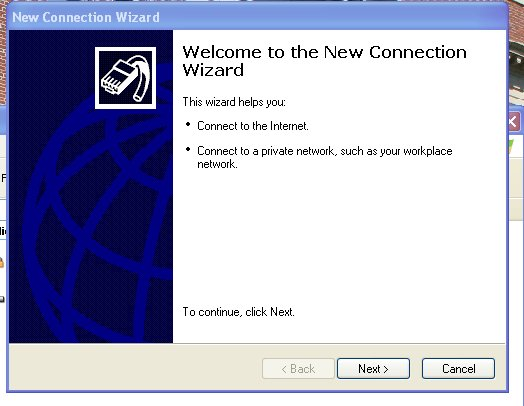 New Connection Wizard
Welcome to the New Connection
Wizard
This wizard helps you:
• Connect to the Internet.
• Connect to a private network, such as your workplace
network.
To continue, click Next.
< Back
Next >
Cancel